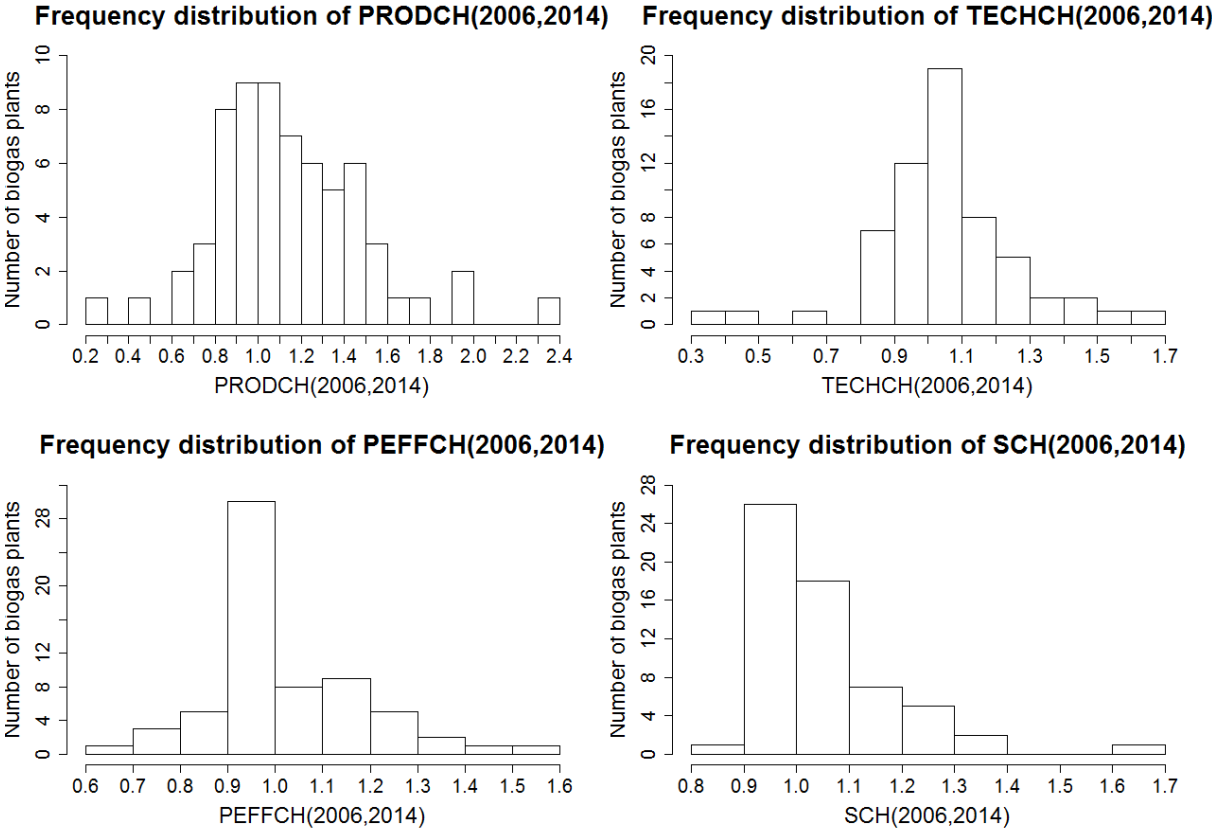 Frequency distribution of PRODCH(2006,2014)
Number of biogas plants
10
8
6
4
2
0
0.2 0.4 0.6 0.8 1.0 1.2 1.4 1.6 1.8 2.0 2.2 2.4
PRODCH(2006,2014)
Frequency distribution of TECHCH(2006,2014)
Number of biogas plants
20
16
12
8
6
4
2
0
0.3 0.5 0.7 0.9 1.1 1.3 1.5 1.7
TECHCH(2006,2014)
Frequency distribution of PEFFCH(2006,2014)
Number of biogas plants
28
20
12
8
4
0
0.6 0.7 0.8 0.9 1.0 1.1 1.2 1.3 1.4 1.5 1.6
PEFFCH(2006,2014)
Frequency distribution of SCH(2006,2014)
Number of biogas plants
28
24
20
16
12
8
4
0
0.8 0.9 1.0 1.1 1.2 1.3 1.4 1.5 1.6 1.7
SCH(2006,2014)